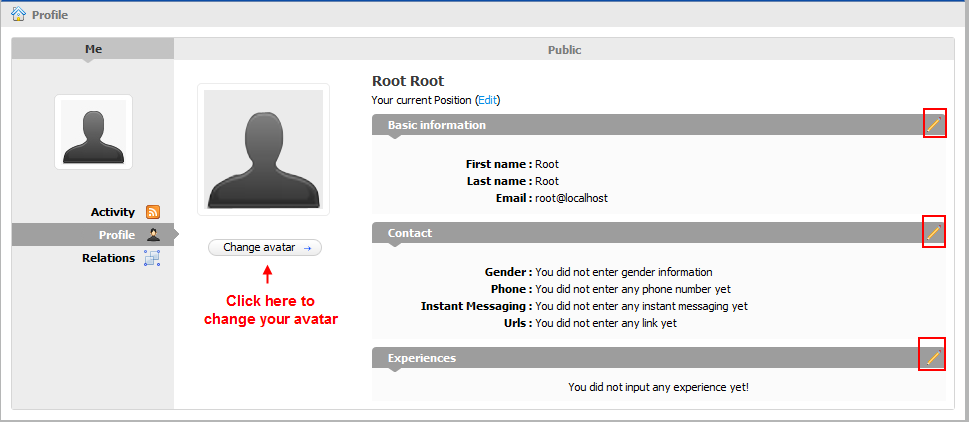 Profile
Me
Public
Activity
Profile
Relations
Change avatar
Click here to
change your avatar
Root Root
Your current Position (Edit)
Basic information
First name : Root
Last name : Root
Email : root@localhost
Contact
Gender : You did not enter gender information
Phone : You did not enter any phone number yet
Instant Messaging : You did not enter any instant messaging yet
Urls : You did not enter any link yet
Experiences
You did not input any experience yet!